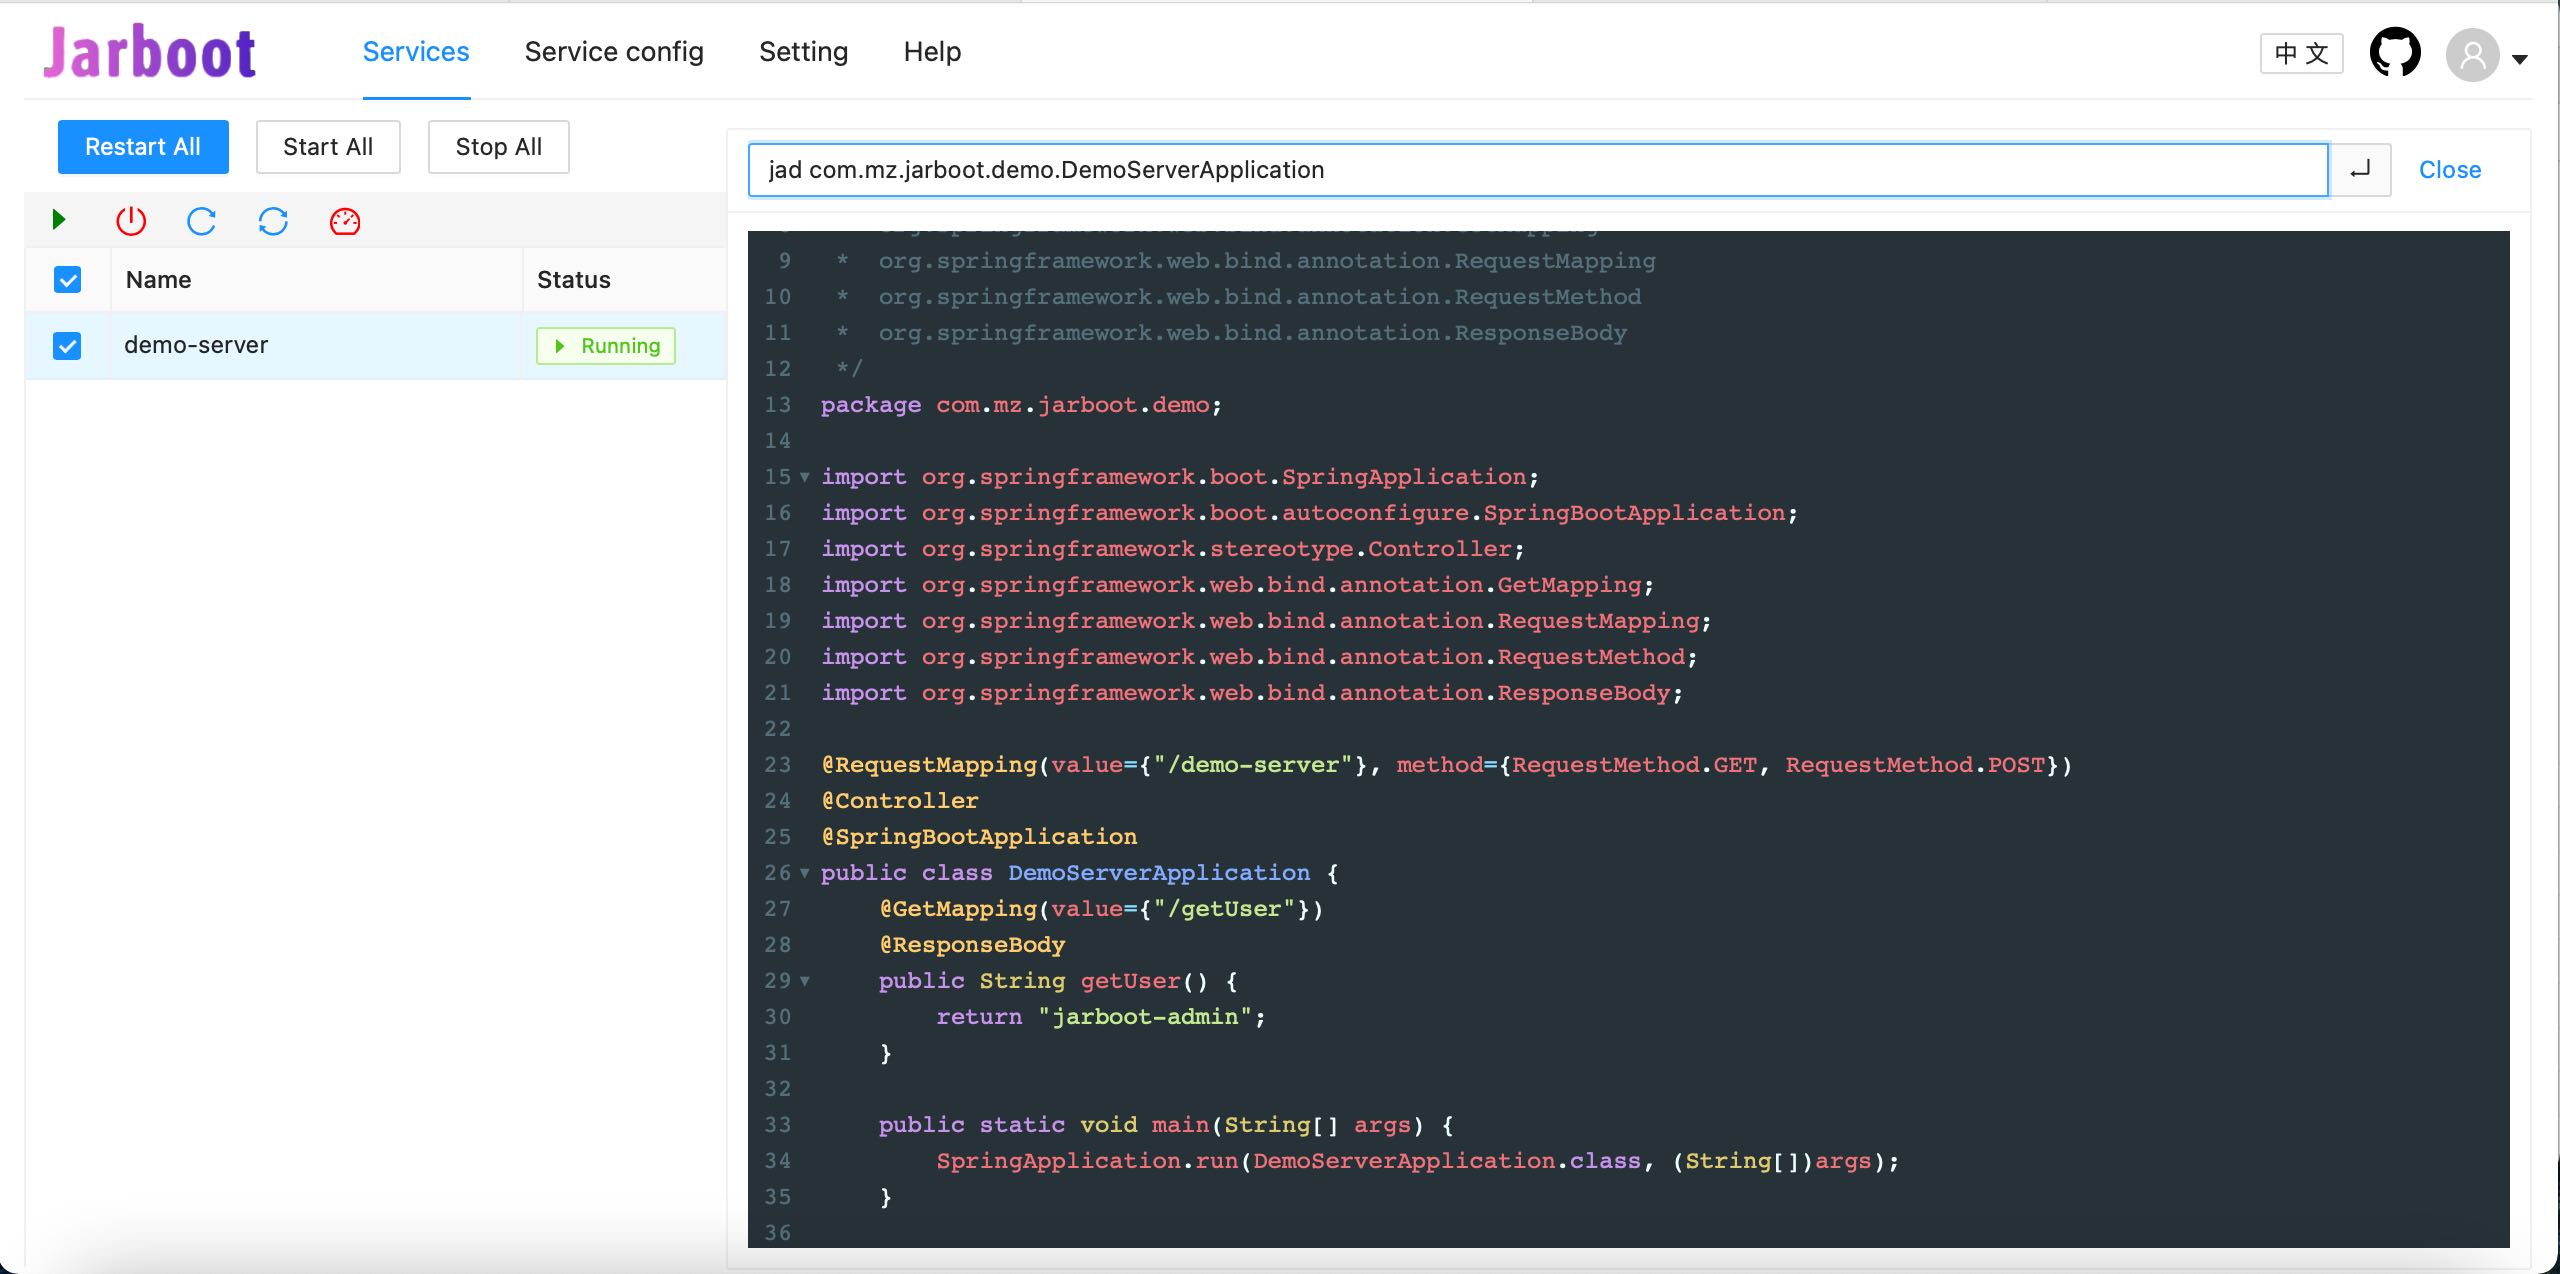 Jarboot Services Service config Setting Help 中 文
Restart All Start All Stop All
Name Status
demo-server Running
jad com.mz.jarboot.demo.DemoServerApplication Close
9  *  org.springframework.web.bind.annotation.RequestMapping
10  *  org.springframework.web.bind.annotation.RequestMethod
11  *  org.springframework.web.bind.annotation.ResponseBody
12  */
13 package com.mz.jarboot.demo;
14
15 import org.springframework.boot.SpringApplication;
16 import org.springframework.boot.autoconfigure.SpringBootApplication;
17 import org.springframework.stereotype.Controller;
18 import org.springframework.web.bind.annotation.GetMapping;
19 import org.springframework.web.bind.annotation.RequestMapping;
20 import org.springframework.web.bind.annotation.RequestMethod;
21 import org.springframework.web.bind.annotation.ResponseBody;
22
23 @RequestMapping(value={"/demo-server"}, method={RequestMethod.GET, RequestMethod.POST})
24 @Controller
25 @SpringBootApplication
26 public class DemoServerApplication {
27     @GetMapping(value={"/getUser"})
28     @ResponseBody
29     public String getUser() {
30         return "jarboot-admin";
31     }
32
33     public static void main(String[] args) {
34         SpringApplication.run(DemoServerApplication.class, (String[])args);
35     }
36